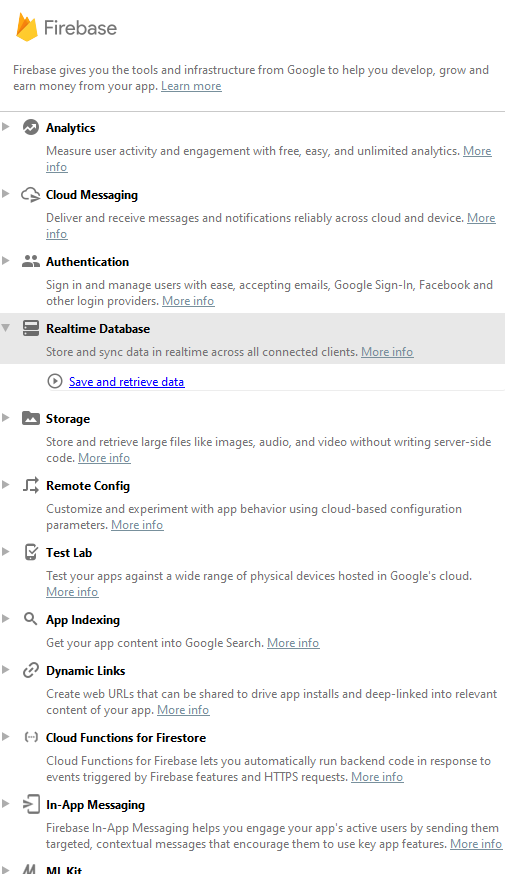 Firebase
Firebase gives you the tools and infrastructure from Google to help you develop, grow and
earn money from your app. Learn more
Analytics
Measure user activity and engagement with free, easy, and unlimited analytics. More
info
Cloud Messaging
Deliver and receive messages and notifications reliably across cloud and device. More
info
Authentication
Sign in and manage users with ease, accepting emails, Google Sign-In, Facebook and
other login providers. More info
Realtime Database
Store and sync data in realtime across all connected clients. More info
Save and retrieve data
Storage
Store and retrieve large files like images, audio, and video without writing server-side
code. More info
Remote Config
Customize and experiment with app behavior using cloud-based configuration
parameters. More info
Test Lab
Test your apps against a wide range of physical devices hosted in Google's cloud.
More info
App Indexing
Get your app content into Google Search. More info
Dynamic Links
Create web URLs that can be shared to drive app installs and deep-linked into relevant
content of your app. More info
Cloud Functions for Firestore
Cloud Functions for Firebase lets you automatically run backend code in response to
events triggered by Firebase features and HTTPS requests. More info
In-App Messaging
Firebase In-App Messaging helps you engage your app's active users by sending them
targeted, contextual messages that encourage them to use key app features. More info
ML Kit